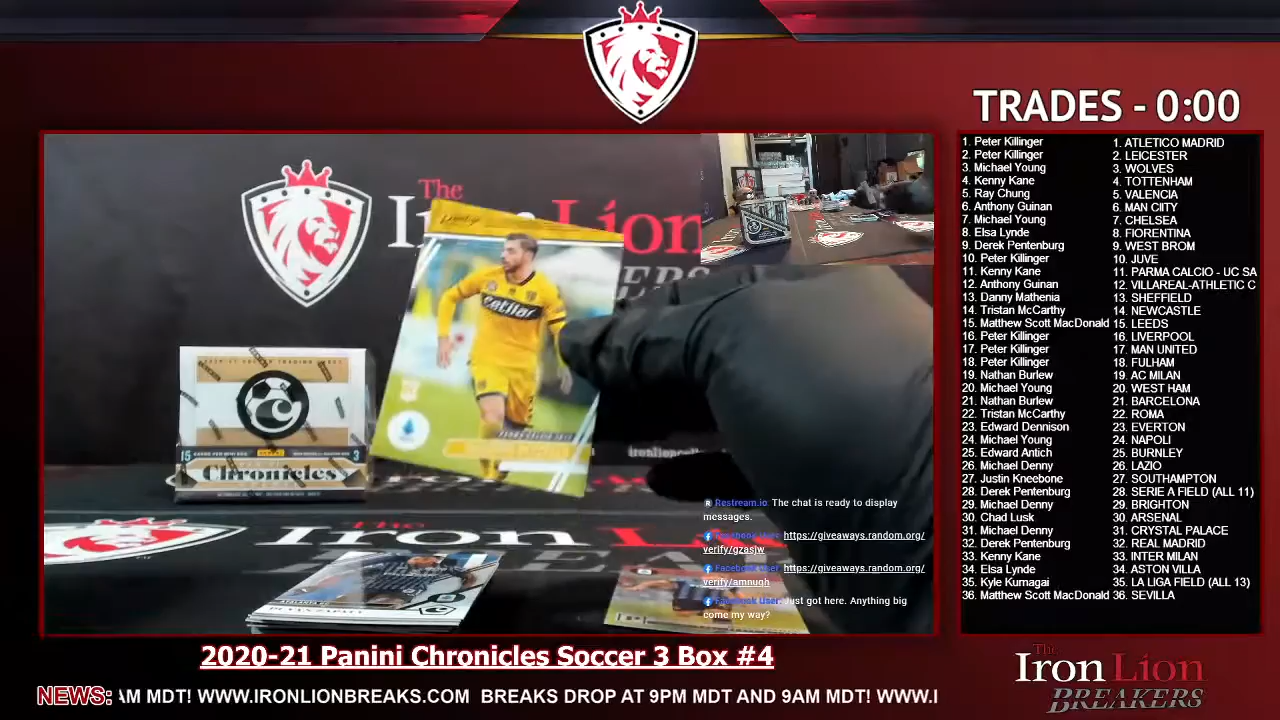 TRADES - 0:00
1. Peter Killinger 1. ATLETICO MADRID
2. Peter Killinger 2. LEICESTER
3. Michael Young 3. WOLVES
4. Kenny Kane 4. TOTTENHAM
5. Ray Chung 5. VALENCIA
6. Anthony Guinan 6. MAN CITY
7. Michael Young 7. CHELSEA
8. Elsa Lynde 8. FIORENTINA
9. Derek Pentenburg 9. WEST BROM
10. Peter Killinger 10. JUVE
11. Kenny Kane 11. PARMA CALCIO - UC SA
12. Anthony Guinan 12. VILLAREAL-ATHLETIC C
13. Danny Mathenia 13. SHEFFIELD
14. Tristan McCarthy 14. NEWCASTLE
15. Matthew Scott MacDonald 15. LEEDS
16. Peter Killinger 16. LIVERPOOL
17. Peter Killinger 17. MAN UNITED
18. Peter Killinger 18. FULHAM
19. Nathan Burlew 19. AC MILAN
20. Michael Young 20. WEST HAM
21. Nathan Burlew 21. BARCELONA
22. Tristan McCarthy 22. ROMA
23. Edward Dennison 23. EVERTON
24. Michael Young 24. NAPOLI
25. Edward Antich 25. BURNLEY
26. Michael Denny 26. LAZIO
27. Justin Kneebone 27. SOUTHAMPTON
28. Derek Pentenburg 28. SERIE A FIELD (ALL 11)
29. Michael Denny 29. BRIGHTON
30. Chad Lusk 30. ARSENAL
31. Michael Denny 31. CRYSTAL PALACE
32. Derek Pentenburg 32. REAL MADRID
33. Kenny Kane 33. INTER MILAN
34. Elsa Lynde 34. ASTON VILLA
35. Kyle Kumagai 35. LA LIGA FIELD (ALL 13)
36. Matthew Scott MacDonald 36. SEVILLA
The
Iron Lion
BREAKERS
Prestige
cetilar
15
3
Chronicles
The
Iron Lio
Restream.io The chat is ready to display
messages.
Facebook User https://giveaways.random.org/
verify/gzasjw
Facebook User https://giveaways.random.org/
verify/amnugh
Facebook User Just got here. Anything big
come my way?
2020-21 Panini Chronicles Soccer 3 Box #4
NEWS: AM MDT! WWW.IRONLIONBREAKS.COM BREAKS DROP AT 9PM MDT AND 9AM MDT! WWW.I
The
Iron Lion
BREAKERS